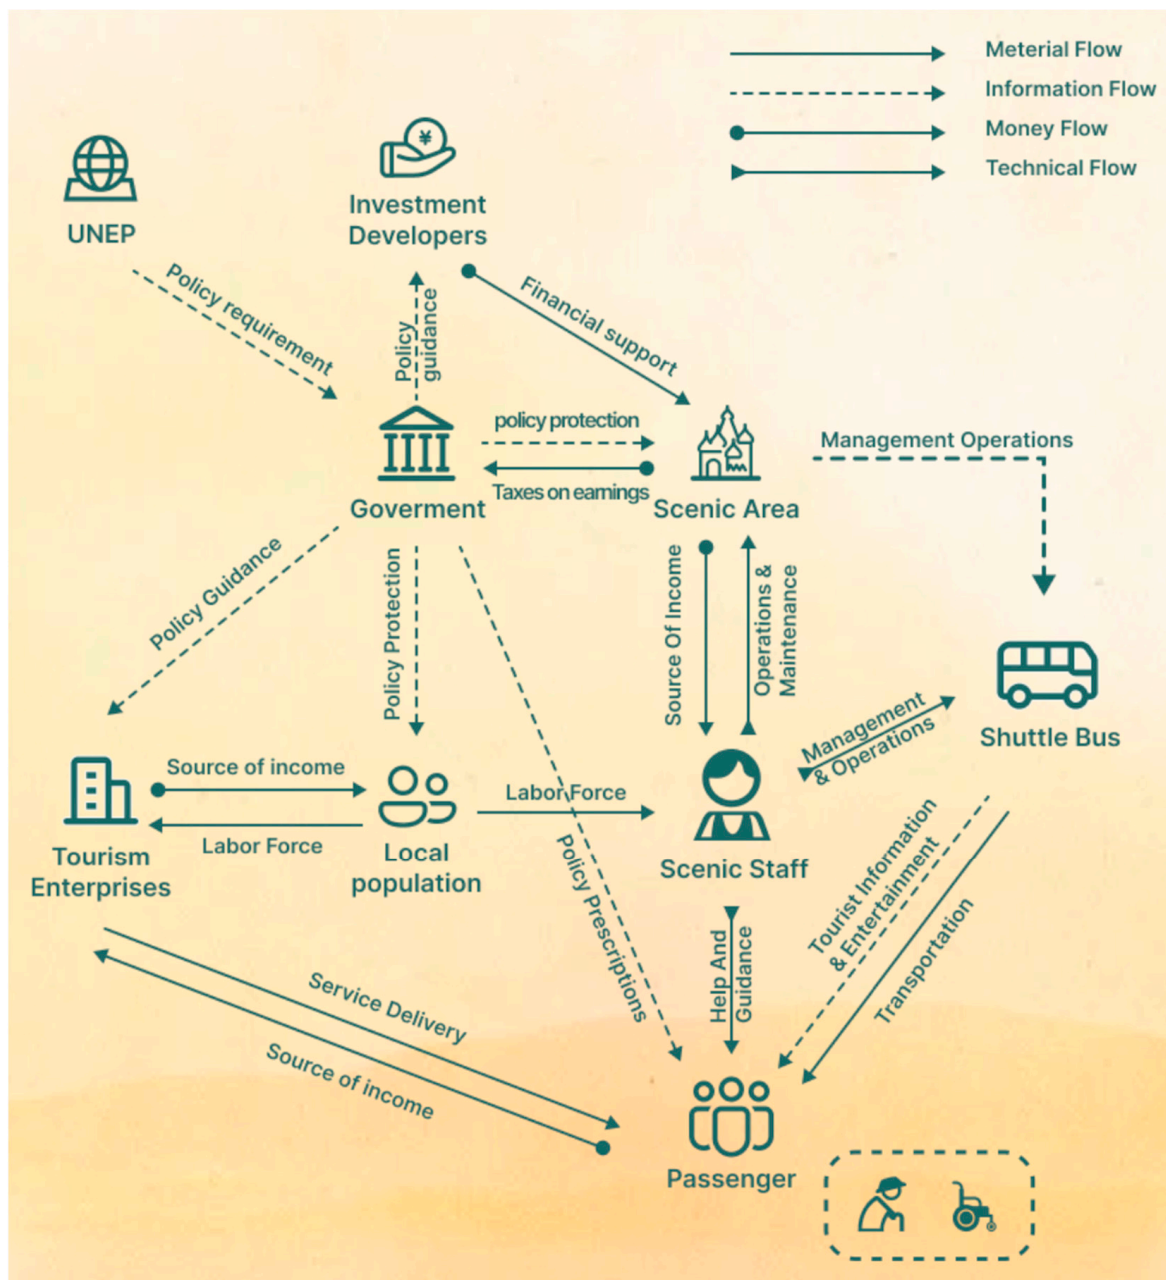 Meterial Flow
Information Flow
Money Flow
Technical Flow
¥
UNEP
Investment
Developers
Policy requirement
Policy
guidance
Financial support
policy protection
Taxes on earnings
Goverment
Scenic Area
Management Operations
Policy Guidance
Policy Protection
Source Of Income
Operations &
Maintenance
Shuttle Bus
Management
& Operations
Source of income
Labor Force
Labor Force
Tourism
Enterprises
Local
population
Scenic Staff
Policy Prescriptions
Help And
Guidance
Tourist Information
& Entertainment
Transportation
Service Delivery
Source of income
Passenger